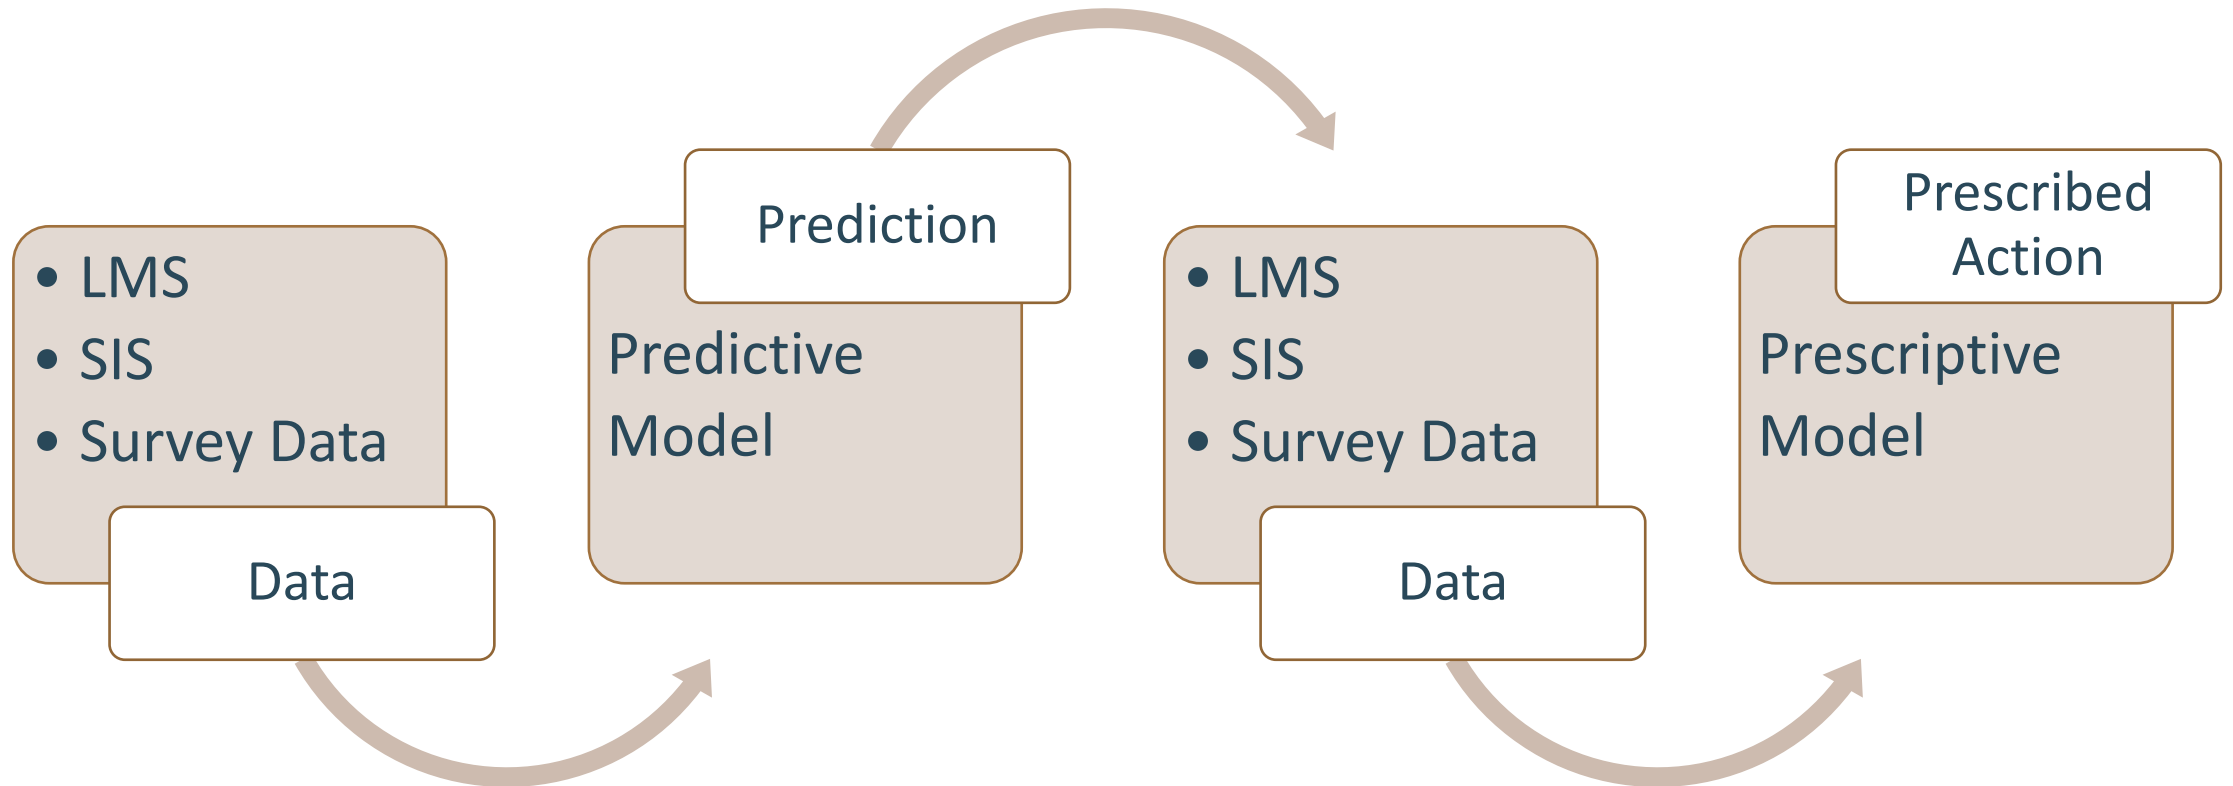 • LMS
• SIS
• Survey Data
Data
Prediction
Predictive
Model
• LMS
• SIS
• Survey Data
Data
Prescribed
Action
Prescriptive
Model